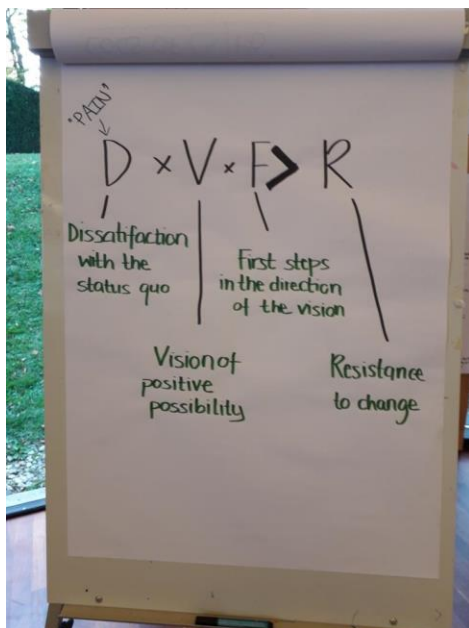 "PAIN"
D × V × F > R
Dissatifaction
with the
status quo
First steps
in the direction
of the vision
Vision of
positive
possibility
Resistance
to change